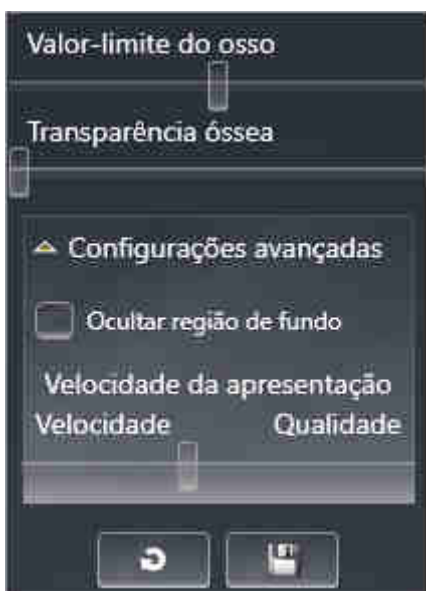 Valor-limite do osso
Transparência óssea
Configurações avançadas
Ocultar região de fundo
Velocidade da apresentação
Velocidade Qualidade